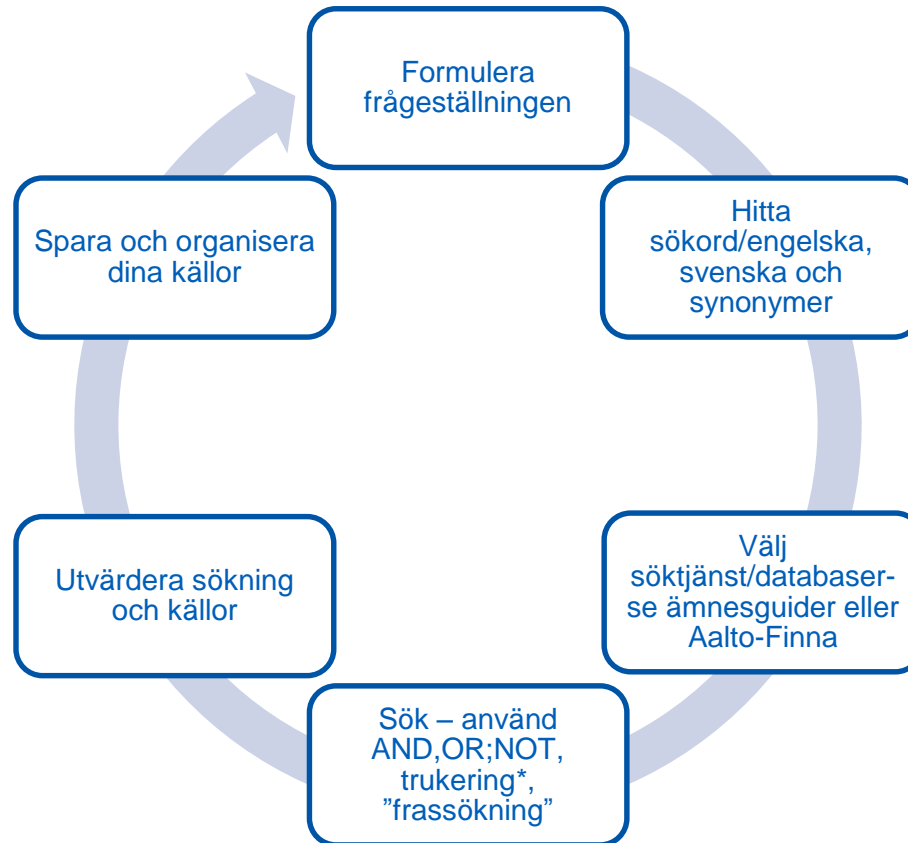 Formulera
frågeställningen
Hitta
sökord/engelska,
svenska och
synonymer
Välj
söktjänst/databaser-
se ämnesguider eller
Aalto-Finna
Sök – använd
AND,OR;NOT,
trukering*,
”frassökning”
Utvärdera sökning
och källor
Spara och organisera
dina källor